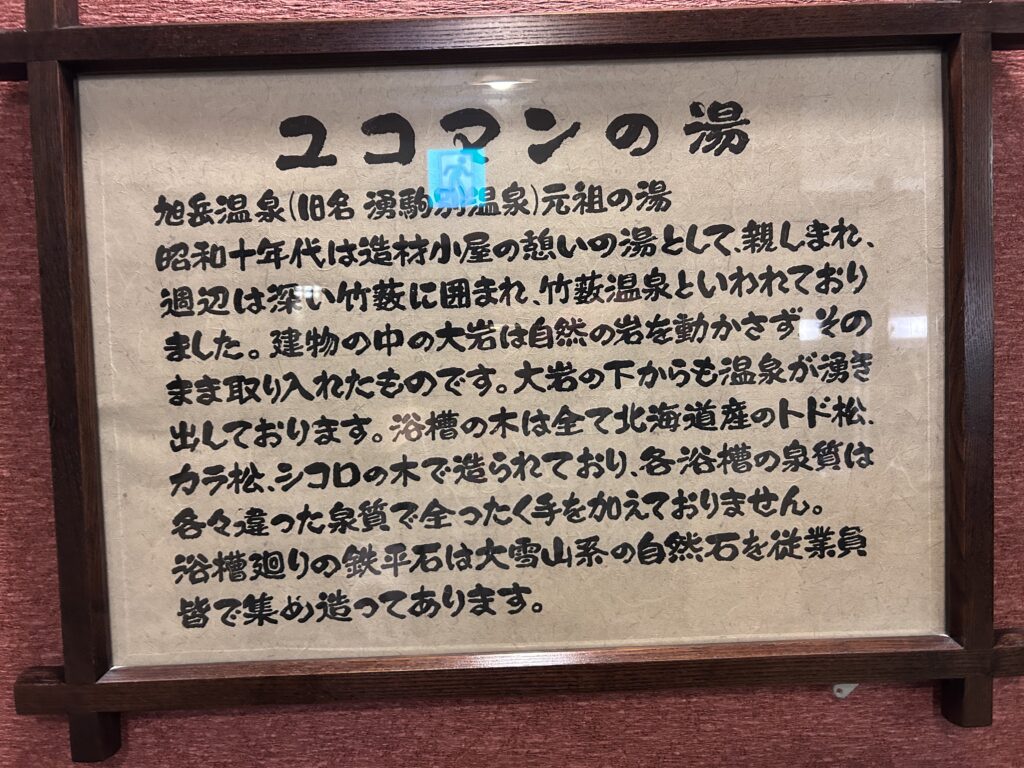 ユコマンの湯
旭岳温泉(旧名 湧駒別温泉)元祖の湯
昭和十年代は造材小屋の憩いの湯として、親しまれ、
週辺は深い竹薮に囲まれ、竹薮温泉といわれており
ました。建物の中の大岩は自然の岩を動かさず、その
まま取り入れたものです。大岩の下からも温泉が湧き
出しております。浴槽の木は全て北海道産のトド松、
カラ松、シコロの木で造られており、各浴槽の泉質は
各々違った泉質で全ったく手を加えておりません。
浴槽廻りの鉄平石は大雪山系の自然石を従業員
皆で集め造ってあります。